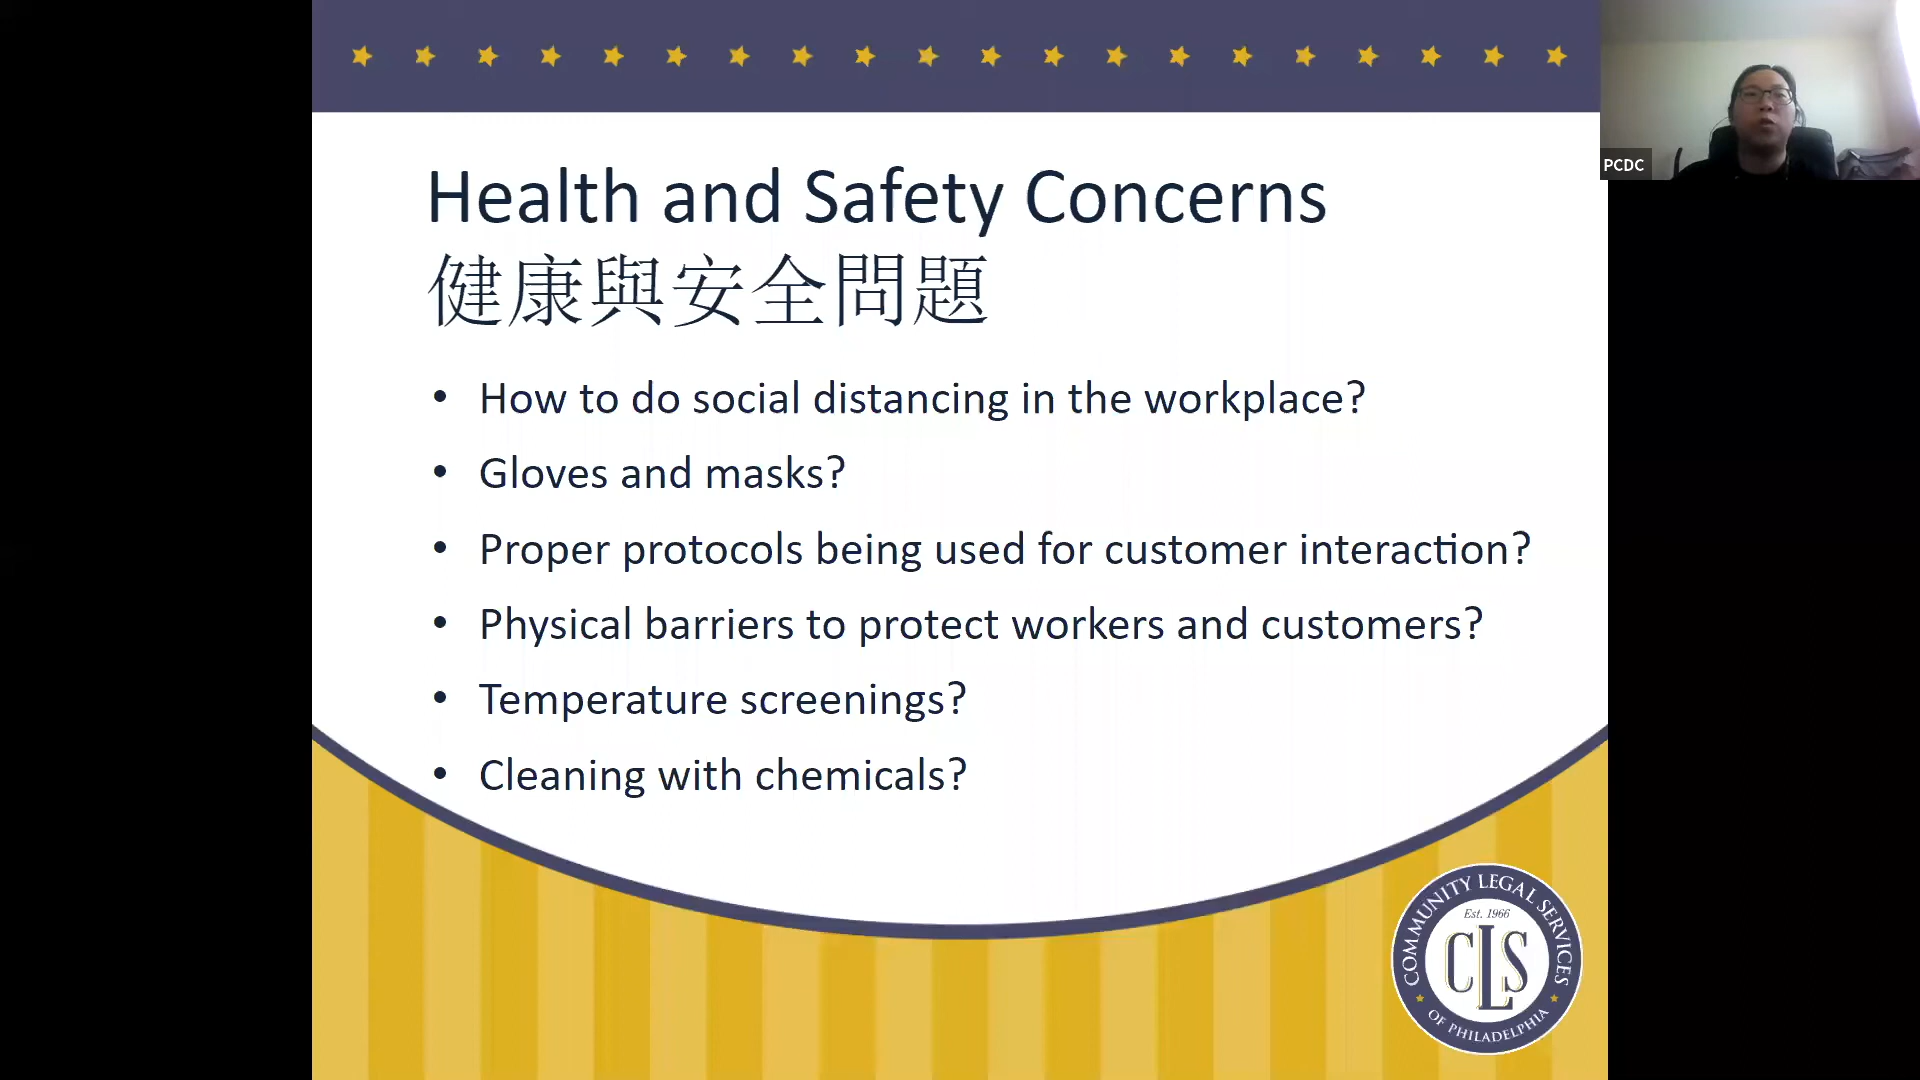 Health and Safety Concerns
健康與安全問題
• How to do social distancing in the workplace?
• Gloves and masks?
• Proper protocols being used for customer interaction?
• Physical barriers to protect workers and customers?
• Temperature screenings?
• Cleaning with chemicals?
PCDC
COMMUNITY LEGAL SERVICES
Est. 1966
CLS
OF PHILADELPHIA